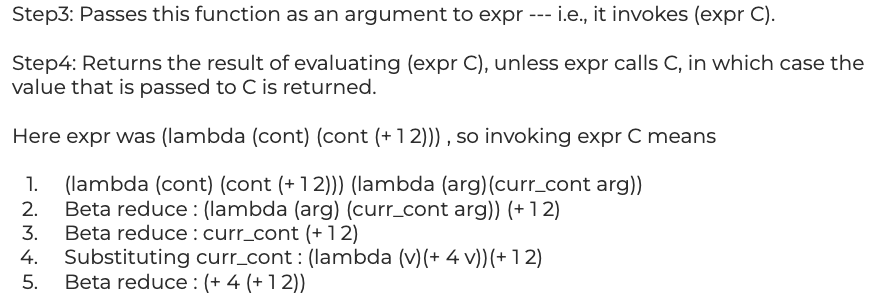 Step3: Passes this function as an argument to expr --- i.e., it invokes (expr C).
Step4: Returns the result of evaluating (expr C), unless expr calls C, in which case the
value that is passed to C is returned.
Here expr was (lambda (cont) (cont (+ 1 2))) , so invoking expr C means
1. (lambda (cont) (cont (+ 1 2))) (lambda (arg)(curr_cont arg))
2. Beta reduce : (lambda (arg) (curr_cont arg)) (+ 1 2)
3. Beta reduce : curr_cont (+ 1 2)
4. Substituting curr_cont : (lambda (v)(+ 4 v))(+ 1 2)
5. Beta reduce : (+ 4 (+ 1 2))